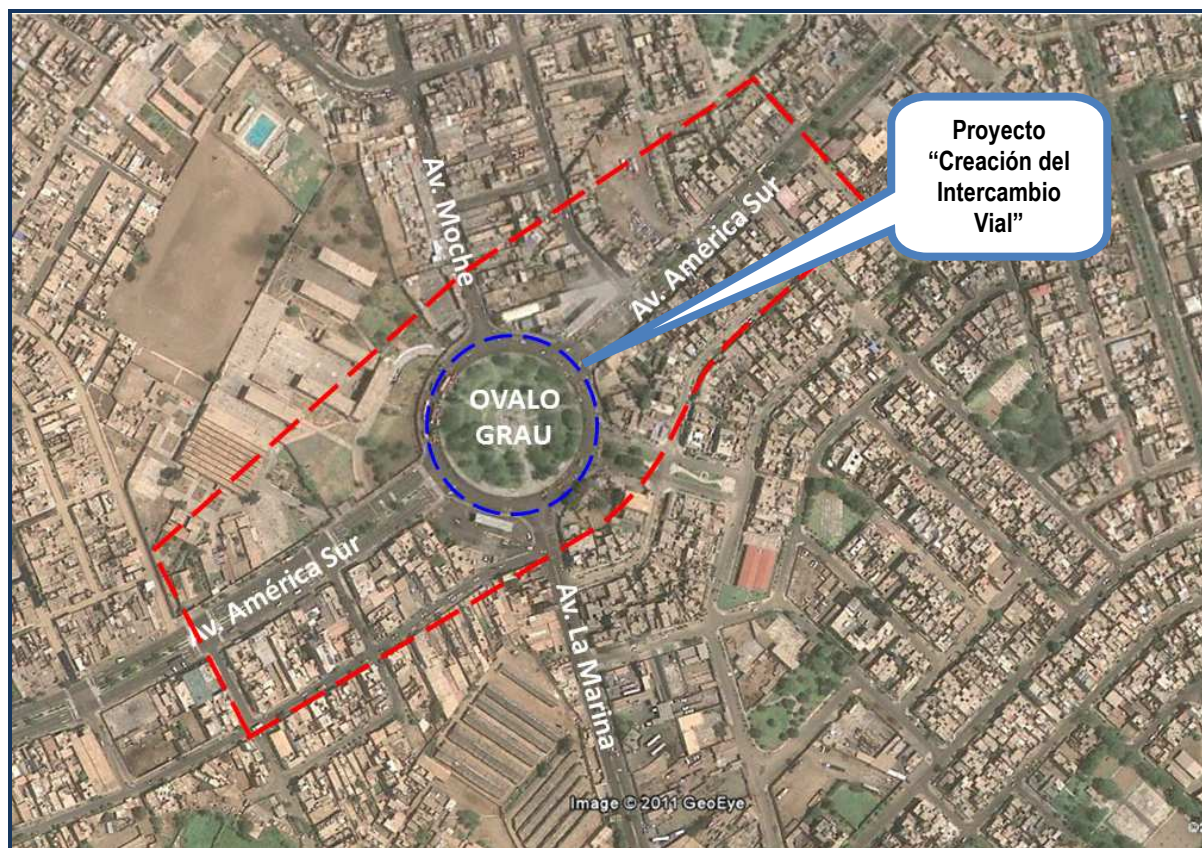 Proyecto
“Creación del
Intercambio
Vial”
Av. Moche
Av. América Sur
OVALO
GRAU
Av. América Sur
Av. La Marina
Image © 2011 GeoEye